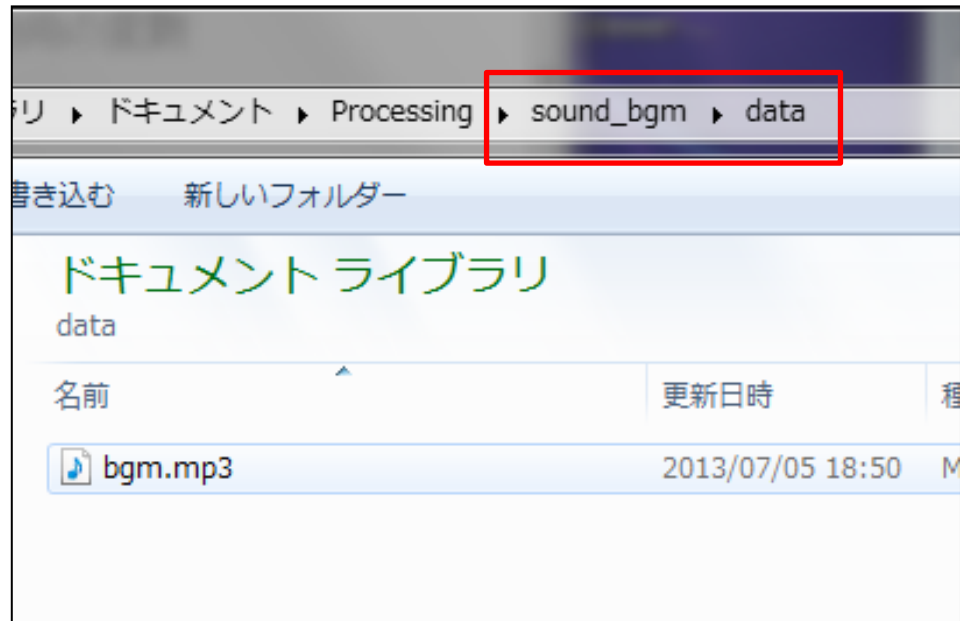 ラリ ▸ ドキュメント ▸ Processing ▸ sound_bgm ▸ data
書き込む 新しいフォルダー
ドキュメント ライブラリ
data
名前 更新日時 種
bgm.mp3 2013/07/05 18:50 M